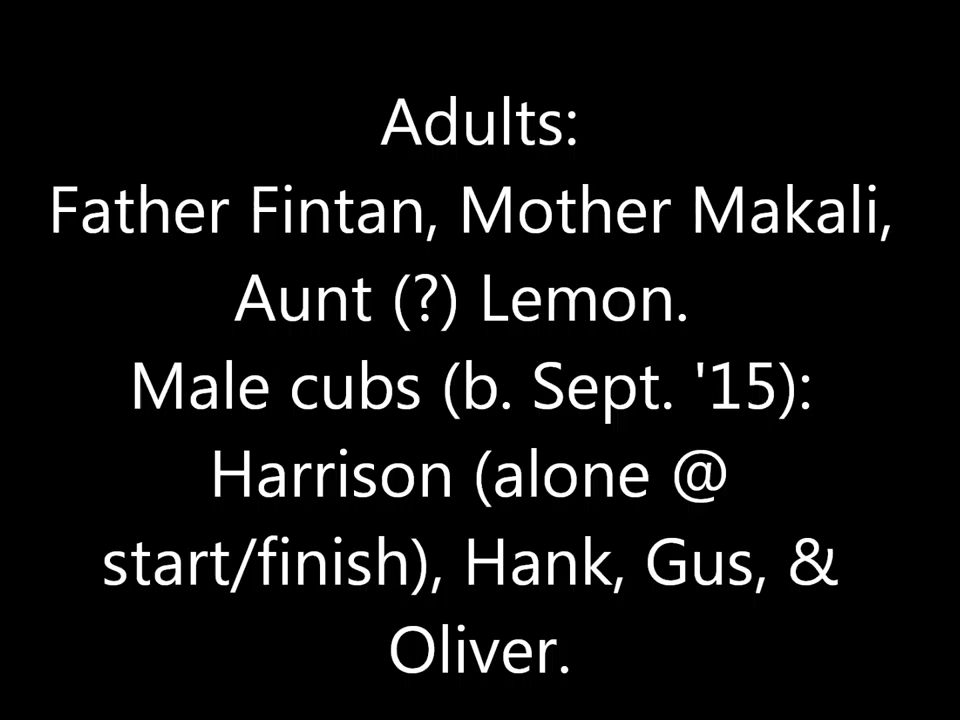 Adults:
Father Fintan, Mother Makali,
Aunt (?) Lemon.
Male cubs (b. Sept. '15):
Harrison (alone @
start/finish), Hank, Gus, &
Oliver.